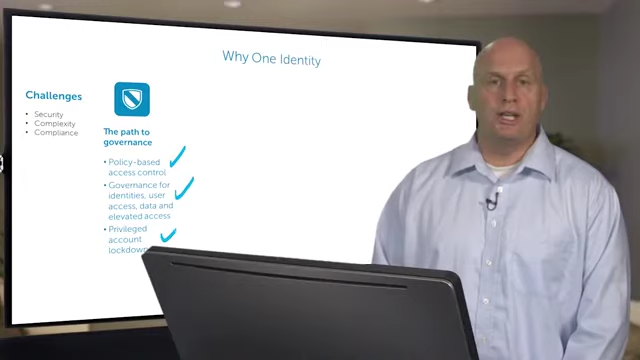 Why One Identity
Challenges
• Security
• Complexity
• Compliance
The path to
governance
• Policy-based
access control
• Governance for
identities, user
access, data and
elevated access
• Privileged
account
lockdown